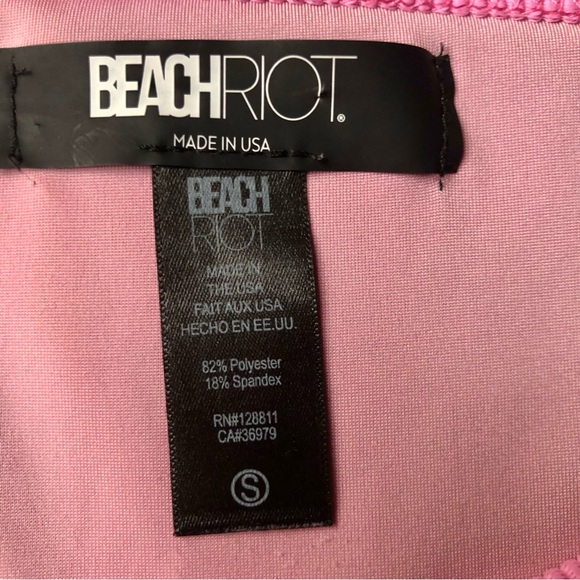 BEACHRIOT®
MADE IN USA
BEACH
RIOT
MADE IN
THE USA
FAIT AUX USA
HECHO EN EE.UU.
82% Polyester
18% Spandex
RN#128811
CA#36979
S